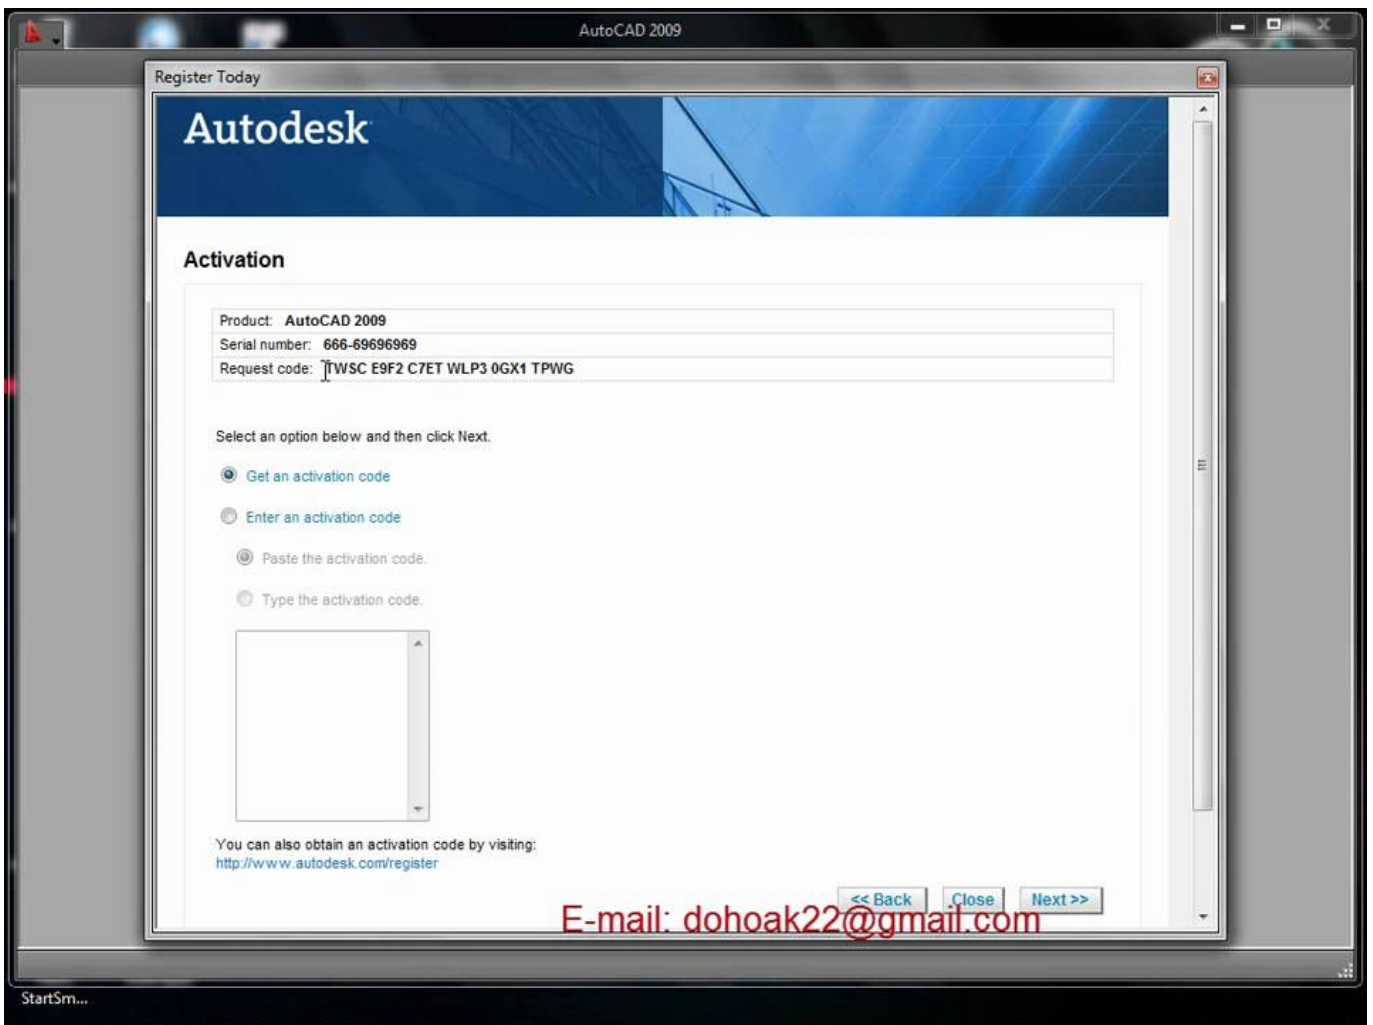 AutoCAD 2009
Register Today
Autodesk
Activation
Product: AutoCAD 2009
Serial number: 666-69696969
Request code: TWSC E9F2 C7ET WLP3 0GX1 TPWG
Select an option below and then click Next.
Get an activation code
Enter an activation code
Paste the activation code.
Type the activation code.
You can also obtain an activation code by visiting:
http://www.autodesk.com/register
<< Back Close Next >>
E-mail: dohoak22@gmail.com
StartSm...